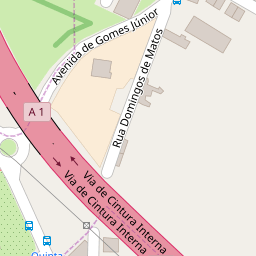 Avenida de Gomes Júnior
Rua Domingos de Matos
A 1
Via de Cintura Interna
Via de Cintura Interna
Quinta